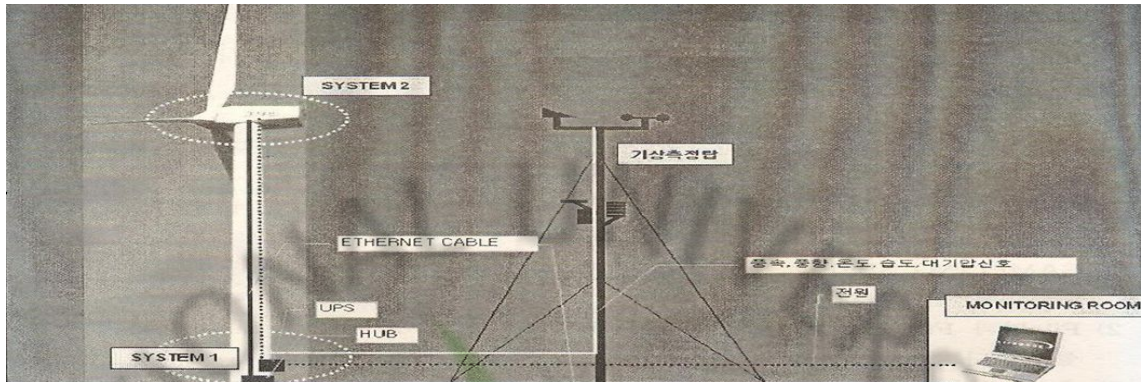 SYSTEM 2
기상측정탑
ETHERNET CABLE
풍속,풍향,온도,습도,대기압신호
전원
UPS
MONITORING ROOM
HUB
SYSTEM 1